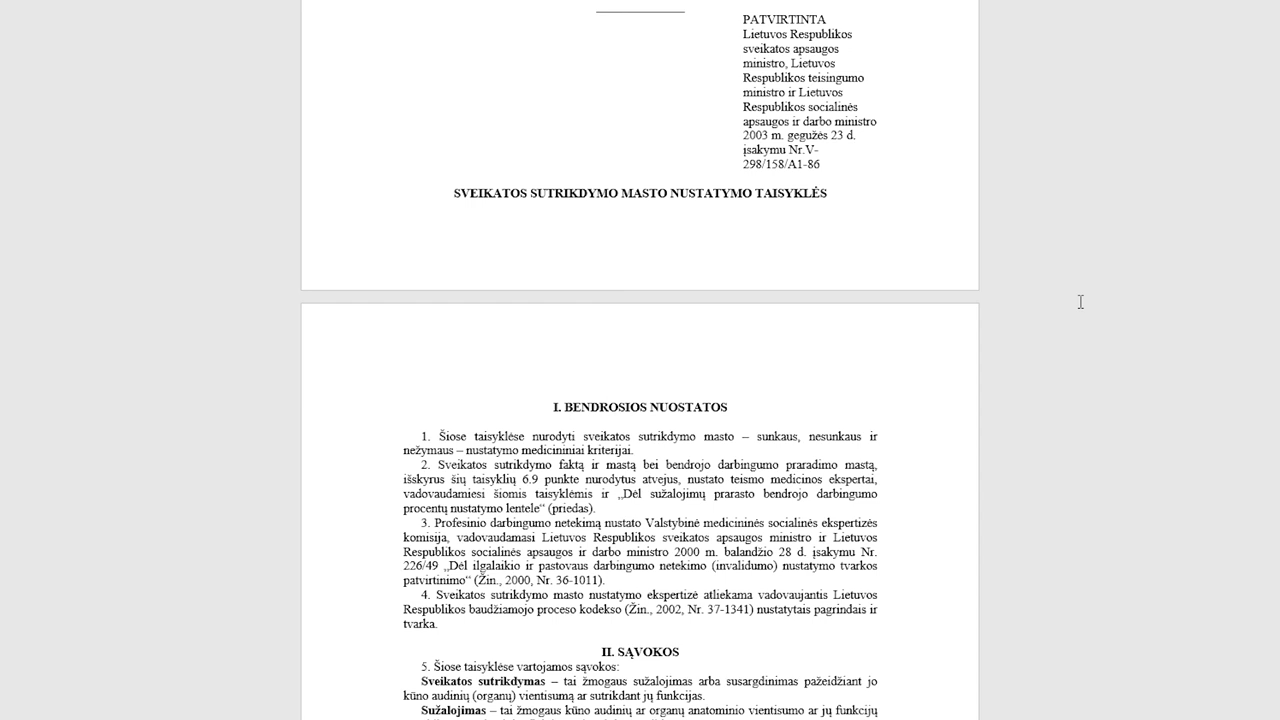 PATVIRTINTA
Lietuvos Respublikos
sveikatos apsaugos
ministro, Lietuvos
Respublikos teisingumo
ministro ir Lietuvos
Respublikos socialinės
apsaugos ir darbo ministro
2003 m. gegužės 23 d.
įsakymu Nr.V-
298/158/A1-86
SVEIKATOS SUTRIKDYMO MASTO NUSTATYMO TAISYKLĖS
I. BENDROSIOS NUOSTATOS
1. Šiose taisyklėse nurodyti sveikatos sutrikdymo masto – sunkaus, nesunkaus ir
nežymaus – nustatymo medicininiai kriterijai.
2. Sveikatos sutrikdymo faktą ir mastą bei bendrojo darbingumo praradimo mastą,
išskyrus šių taisyklių 6.9 punkte nurodytus atvejus, nustato teismo medicinos ekspertai,
vadovaudamiesi šiomis taisyklėmis ir „Dėl sužalojimų prarasto bendrojo darbingumo
procentų nustatymo lentele“ (priedas).
3. Profesinio darbingumo netekimą nustato Valstybinė medicininės socialinės ekspertizės
komisija, vadovaudamasi Lietuvos Respublikos sveikatos apsaugos ministro ir Lietuvos
Respublikos socialinės apsaugos ir darbo ministro 2000 m. balandžio 28 d. įsakymu Nr.
226/49 „Dėl ilgalaikio ir pastovaus darbingumo netekimo (invalidumo) nustatymo tvarkos
patvirtinimo“ (Žin., 2000, Nr. 36-1011).
4. Sveikatos sutrikdymo masto nustatymo ekspertizė atliekama vadovaujantis Lietuvos
Respublikos baudžiamojo proceso kodekso (Žin., 2002, Nr. 37-1341) nustatytais pagrindais ir
tvarka.
II. SĄVOKOS
5. Šiose taisyklėse vartojamos sąvokos:
Sveikatos sutrikdymas – tai žmogaus sužalojimas arba susargdinimas pažeidžiant jo
kūno audinių (organų) vientisumą ar sutrikdant jų funkcijas.
Sužalojimas – tai žmogaus kūno audinių ar organų anatominio vientisumo ar jų funkcijų